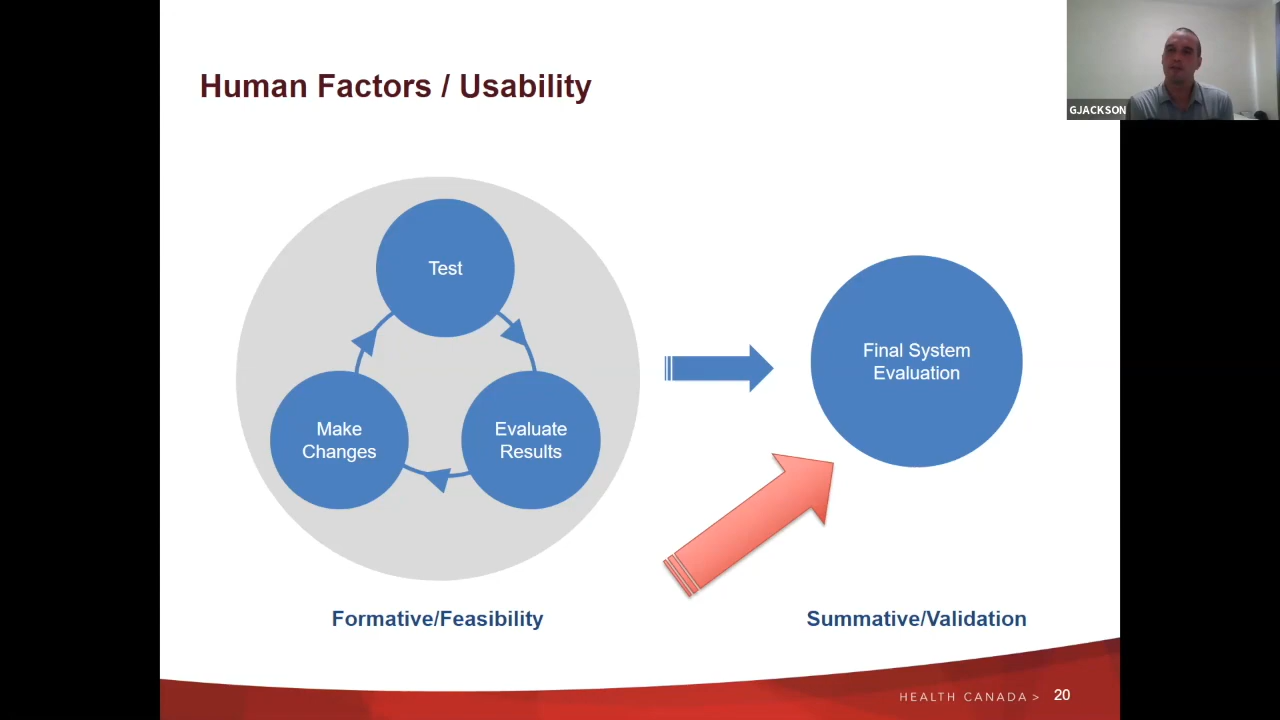 Human Factors / Usability
GJACKSON
Test
Make
Changes
Evaluate
Results
Final System
Evaluation
Formative/Feasibility
Summative/Validation
HEALTH CANADA > 20